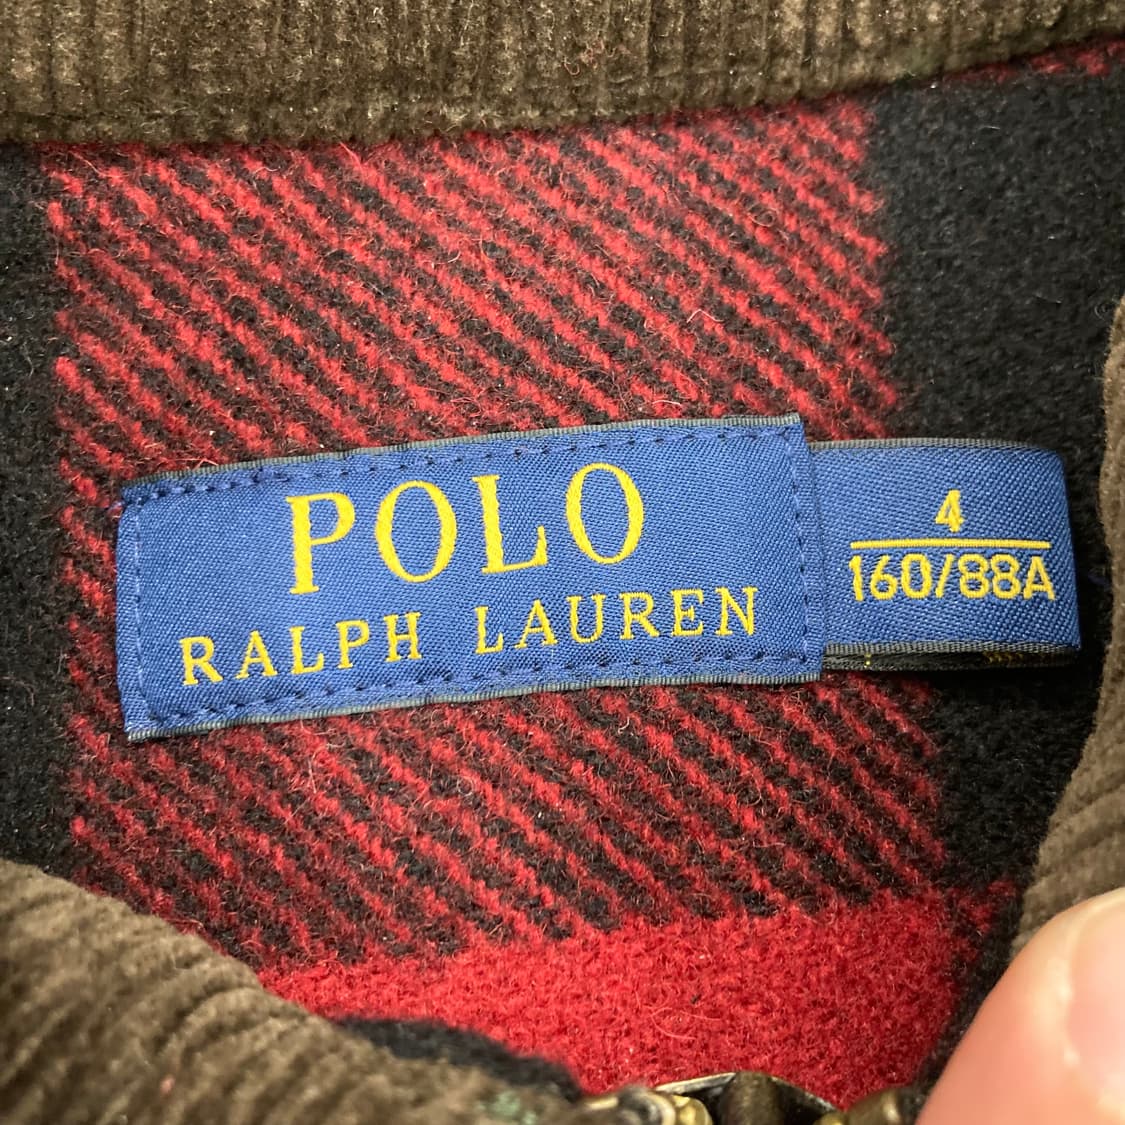 POLO
RALPH LAUREN
4
160/88A